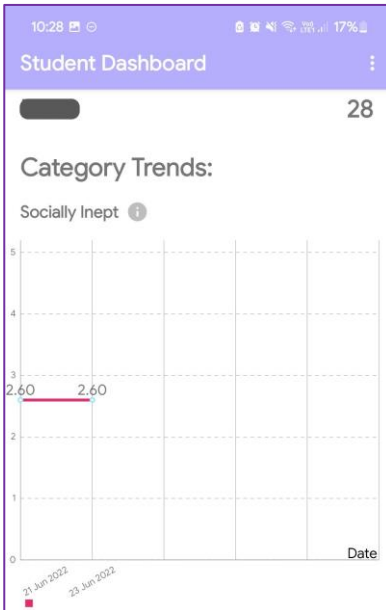 10:28 17%
Student Dashboard
28
Category Trends:
Socially Inept i
5
4
3
2.60 2.60
2
1
0
Date
21 Jun 2022 23 Jun 2022